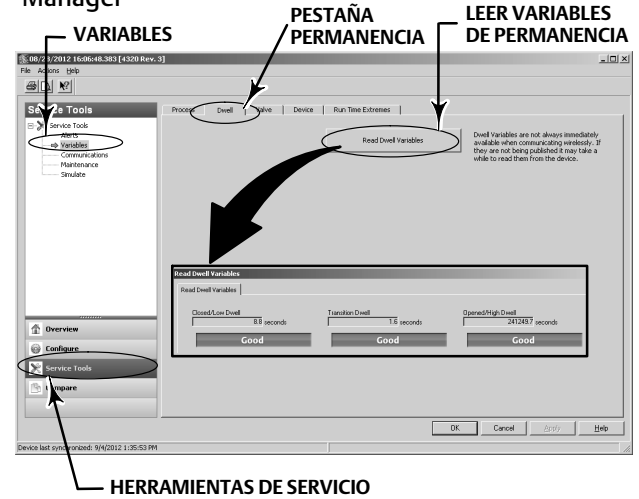 Manager
PESTAÑA
PERMANENCIA
LEER VARIABLES
DE PERMANENCIA
VARIABLES
08/23/2012 16:06:48.383 [4320 Rev. 3]
File Actions Help
Service Tools
Service Tools
Alerts
Variables
Communications
Maintenance
Simulate
Overview
Configure
Service Tools
Compare
Process Dwell Valve Device Run Time Extremes
Read Dwell Variables
Dwell Variables are not always immediately
available when communicating wirelessly. If
they are not being published it may take a
while to read them from the device.
Read Dwell Variables
Read Dwell Variables
Closed/Low Dwell Transition Dwell Opened/High Dwell
8.8 seconds 1.6 seconds 241249.7 seconds
Good Good Good
OK Cancel Apply Help
Device last synchronized: 9/4/2012 1:35:53 PM
HERRAMIENTAS DE SERVICIO